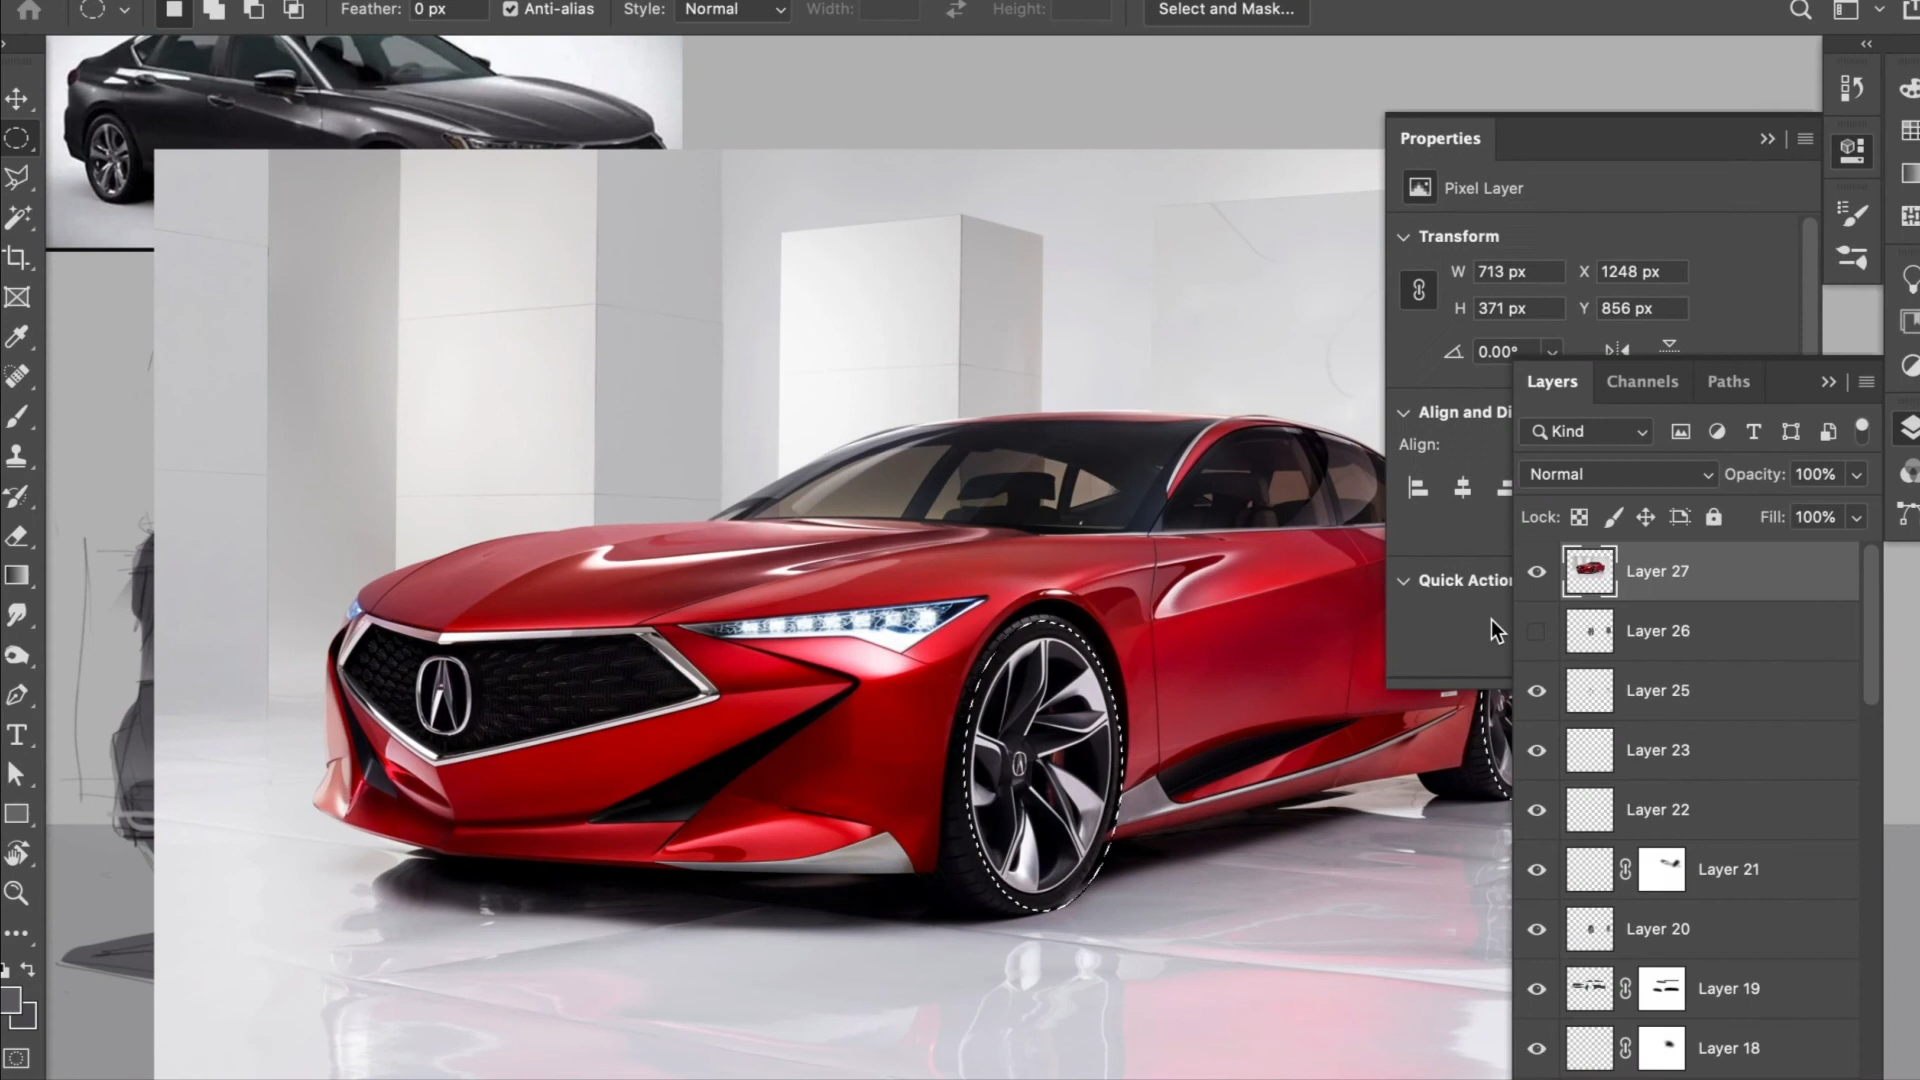 Feather: 0 px Anti-alias Style: Normal Width: Height: Select and Mask...
Properties
Pixel Layer
Transform
W 713 px X 1248 px
H 371 px Y 856 px
0.00°
Align and Di
Align:
Quick Action
Layers Channels Paths
Kind
Normal Opacity: 100%
Lock: Fill: 100%
Layer 27
Layer 26
Layer 25
Layer 23
Layer 22
Layer 21
Layer 20
Layer 19
Layer 18